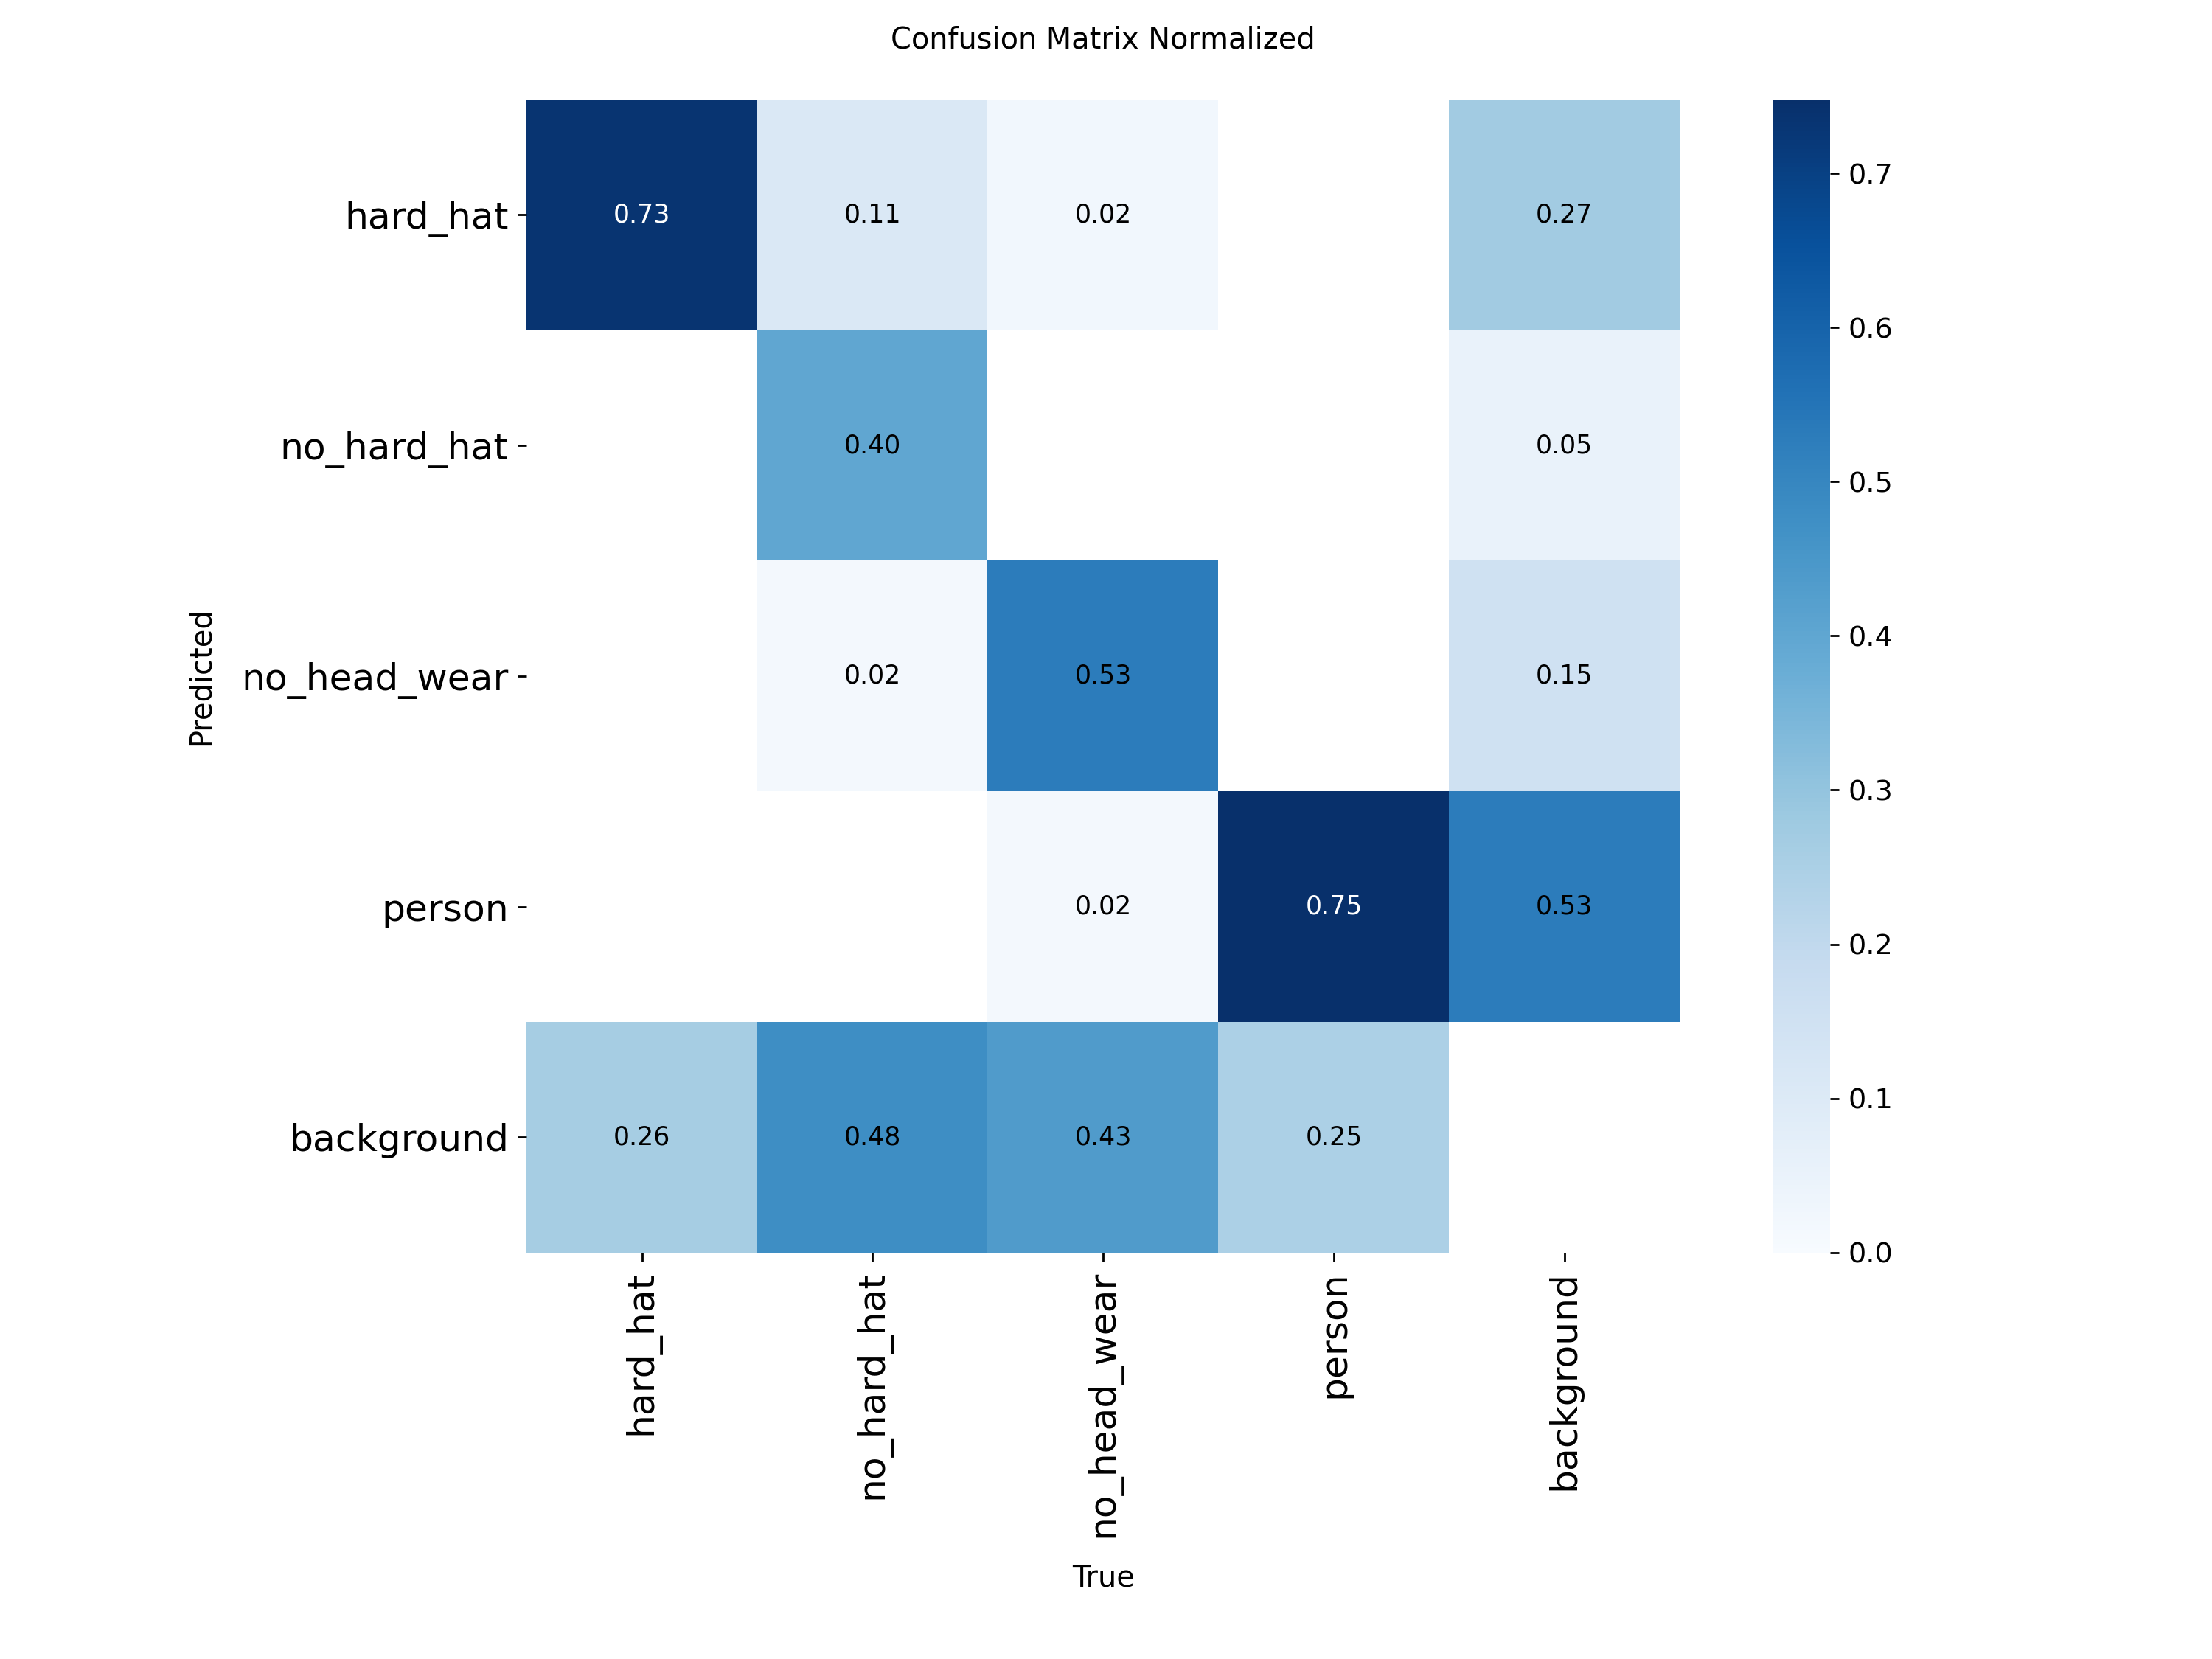 Confusion Matrix Normalized
hard_hat 0.73 0.11 0.02 0.27
no_hard_hat 0.40 0.05
no_head_wear 0.02 0.53 0.15
person 0.02 0.75 0.53
background 0.26 0.48 0.43 0.25
Predicted
hard_hat
no_hard_hat
no_head_wear
person
background
True
0.7
0.6
0.5
0.4
0.3
0.2
0.1
0.0